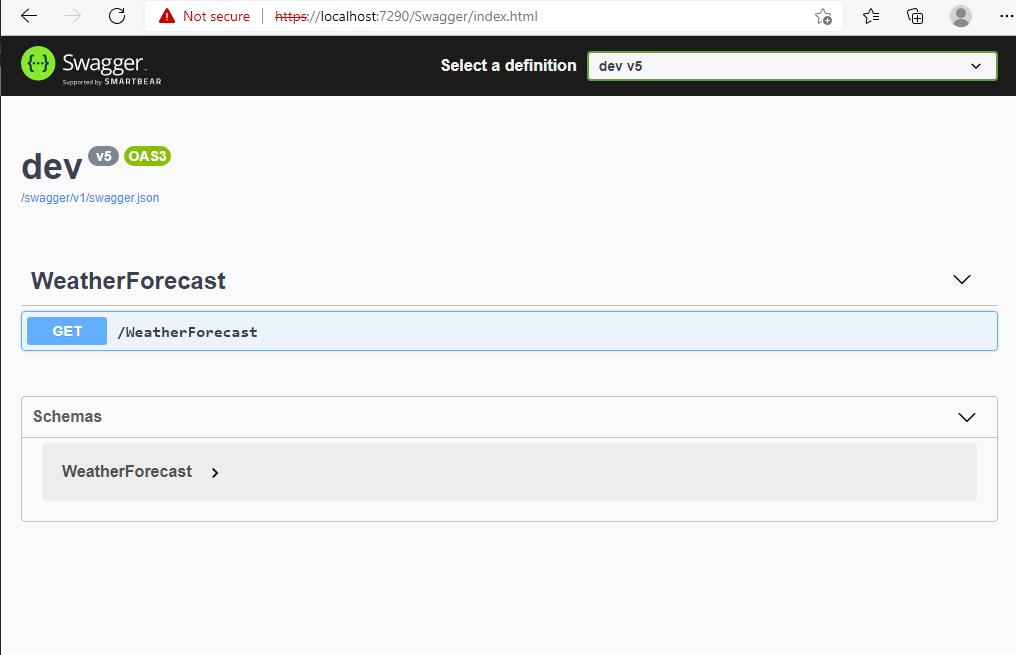 Not secure | https://localhost:7290/Swagger/index.html
{...} Swagger. Select a definition dev v5
Supported by SMARTBEAR
dev v5 OAS3
/swagger/v1/swagger.json
WeatherForecast
GET /WeatherForecast
Schemas
WeatherForecast